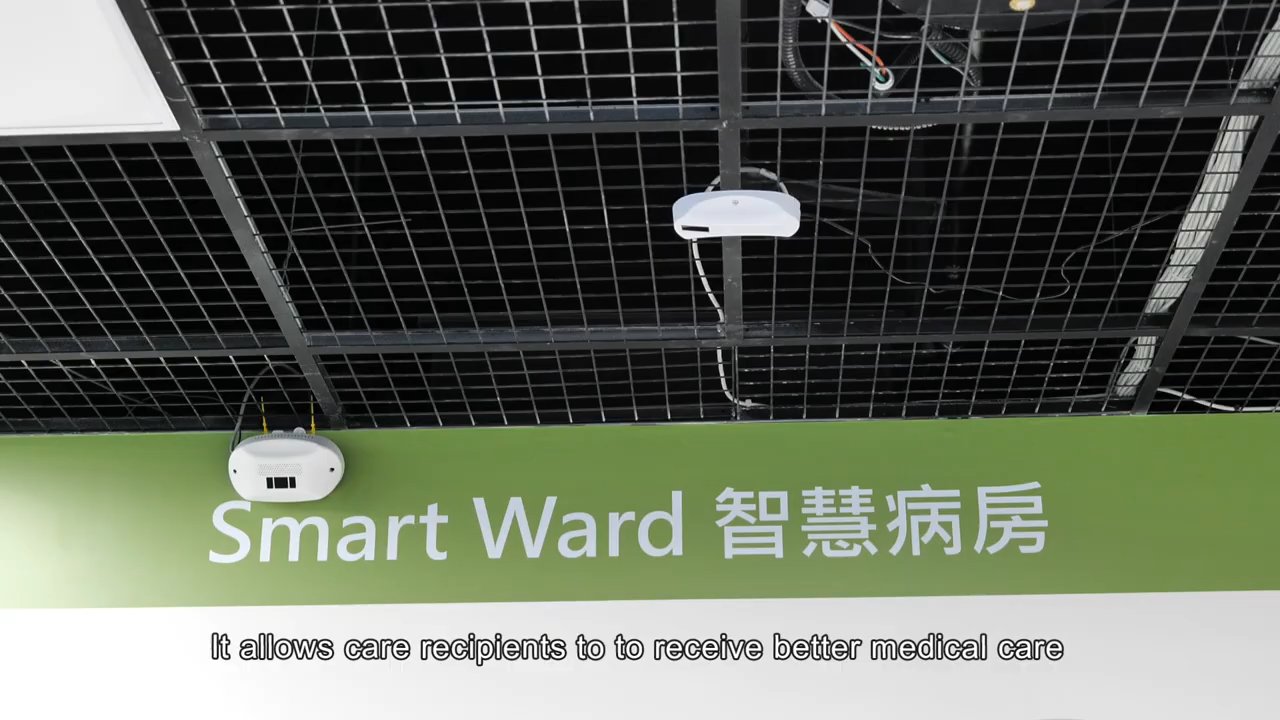 Smart Ward 智慧病房
It allows care recipients to to receive better medical care